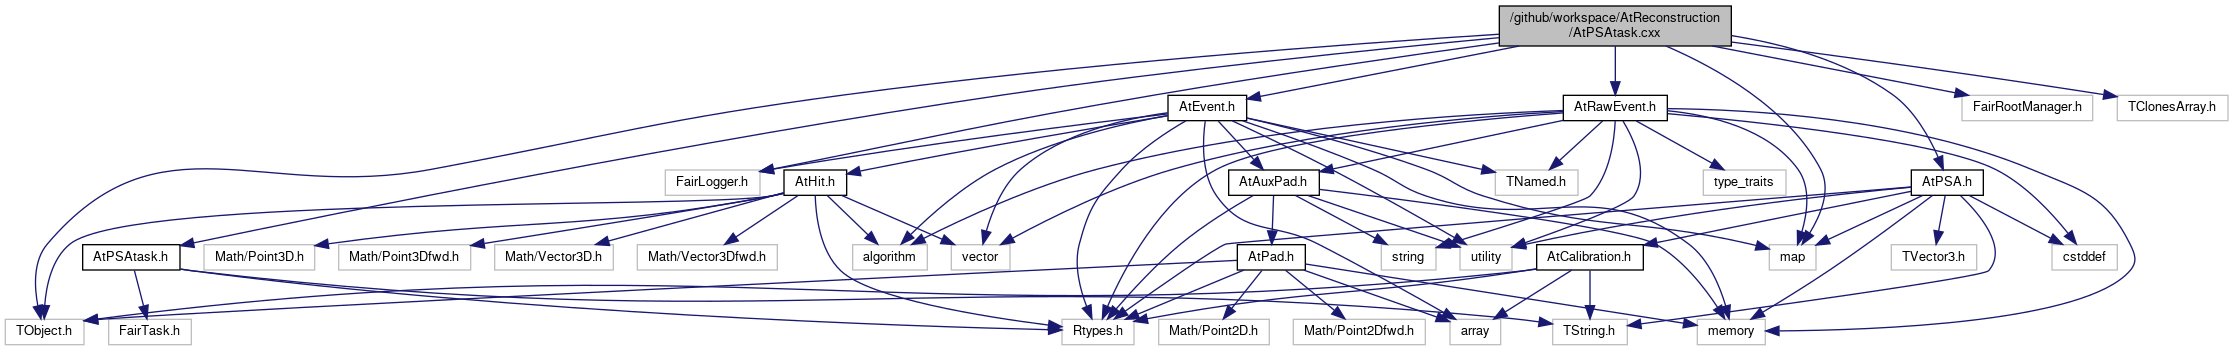 /github/workspace/AtReconstruction
/AtPSAtask.cxx
AtEvent.h
AtRawEvent.h
FairRootManager.h
TClonesArray.h
FairLogger.h
AtHit.h
AtAuxPad.h
TNamed.h
type_traits
AtPSA.h
AtPSAtask.h
Math/Point3D.h
Math/Point3Dfwd.h
Math/Vector3D.h
Math/Vector3Dfwd.h
algorithm
vector
AtPad.h
string
utility
AtCalibration.h
map
TVector3.h
cstddef
TObject.h
FairTask.h
Rtypes.h
Math/Point2D.h
Math/Point2Dfwd.h
array
TString.h
memory